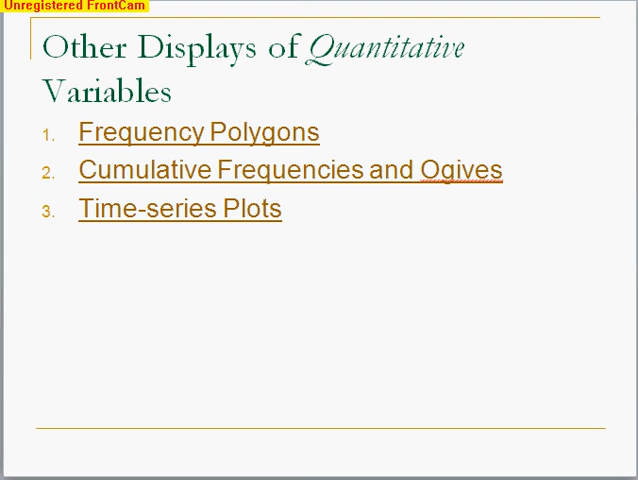 Unregistered FrontCam
Other Displays of Quantitative
Variables
1. Frequency Polygons
2. Cumulative Frequencies and Ogives
3. Time-series Plots